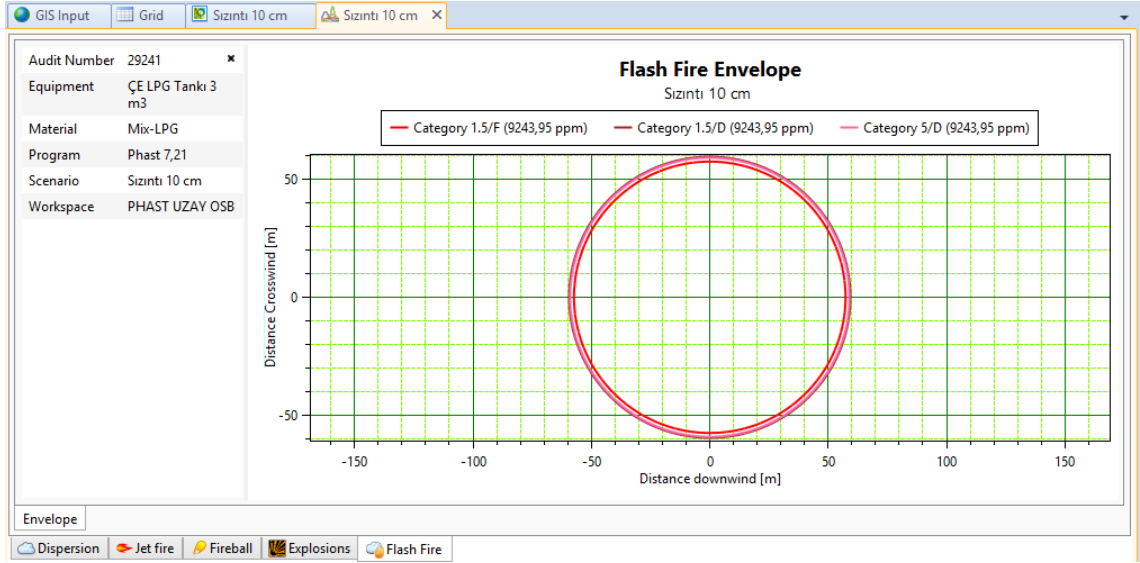 GIS Input
Grid
Sızıntı 10 cm
Sızıntı 10 cm
Audit Number 29241
Equipment ÇE LPG Tankı 3
m3
Material Mix-LPG
Program Phast 7,21
Scenario Sızıntı 10 cm
Workspace PHAST UZAY OSB
Flash Fire Envelope
Sızıntı 10 cm
Category 1.5/F (9243,95 ppm)
Category 1.5/D (9243,95 ppm)
Category 5/D (9243,95 ppm)
Distance Crosswind [m]
50
0
-50
-150 -100 -50 0 50 100 150
Distance downwind [m]
Envelope
Dispersion
Jet fire
Fireball
Explosions
Flash Fire